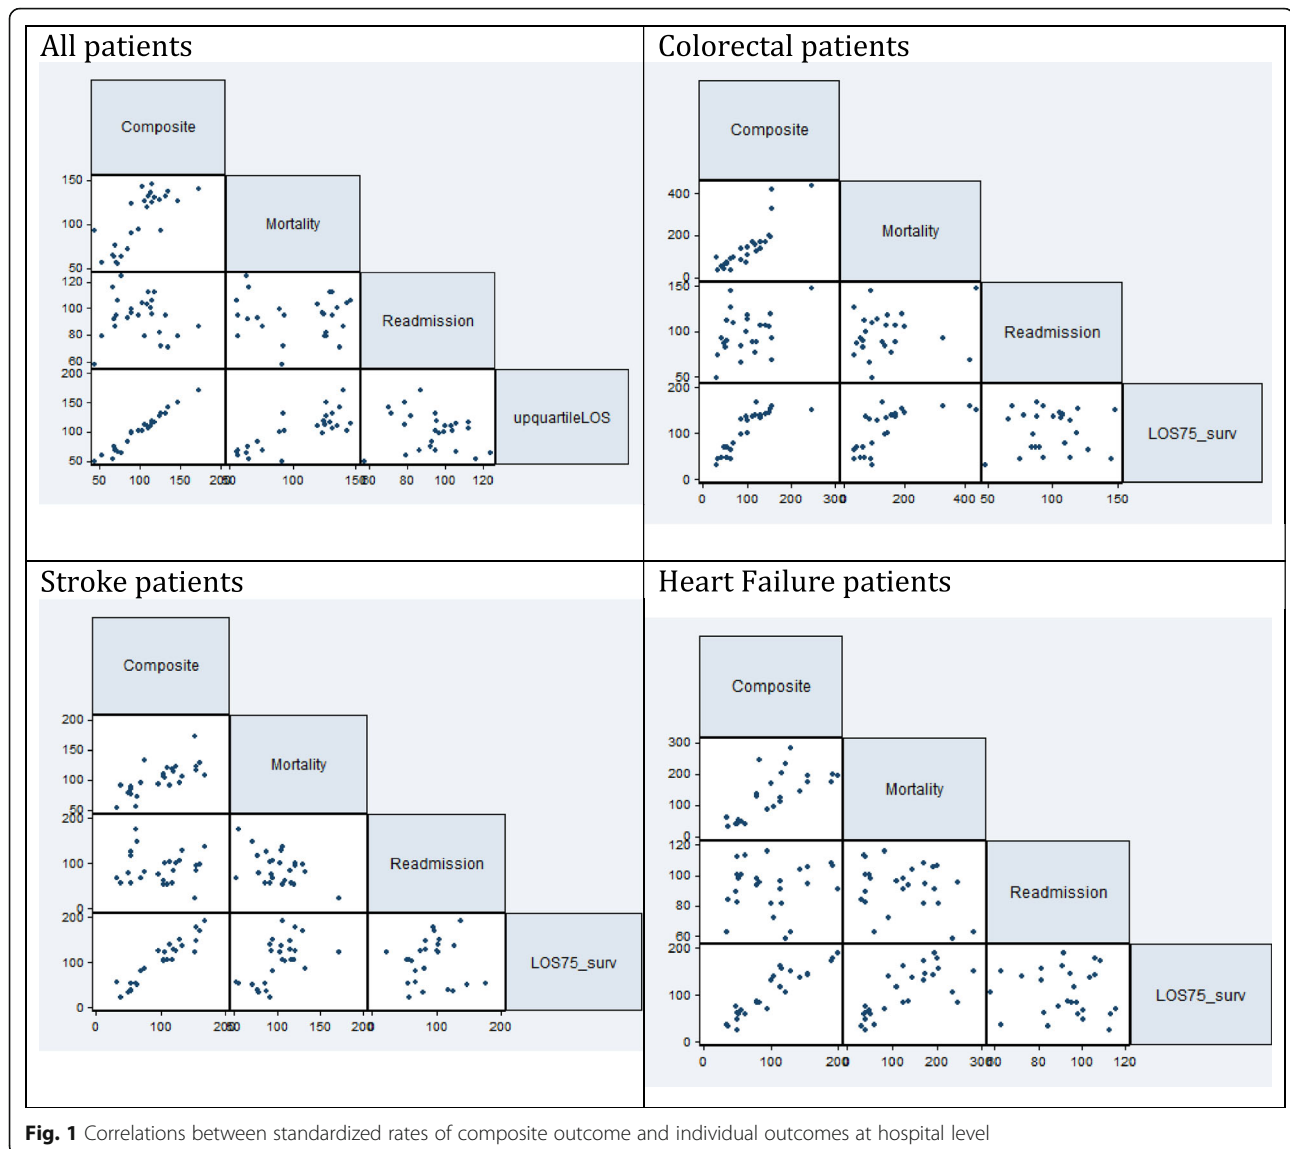 All patients
Composite
150
Mortality
100
50
120
100
Readmission
80
60
200
150
upquartileLOS
100
50
50 100 150 200 50 100 150 60 80 100 120
Colorectal patients
Composite
400
Mortality
200
0
150
Readmission
100
50
200
LOS75_surv
100
0
0 100 200 300 0 200 400 50 100 150
Stroke patients
Composite
200
150
Mortality
100
50
200
Readmission
100
0
200
LOS75_surv
100
0
0 100 200 50 100 150 200 0 100 200
Heart Failure patients
Composite
300
200
Mortality
100
0
120
100
Readmission
80
60
200
LOS75_surv
100
0
0 100 200 0 100 200 300 60 80 100 120
Fig. 1 Correlations between standardized rates of composite outcome and individual outcomes at hospital level